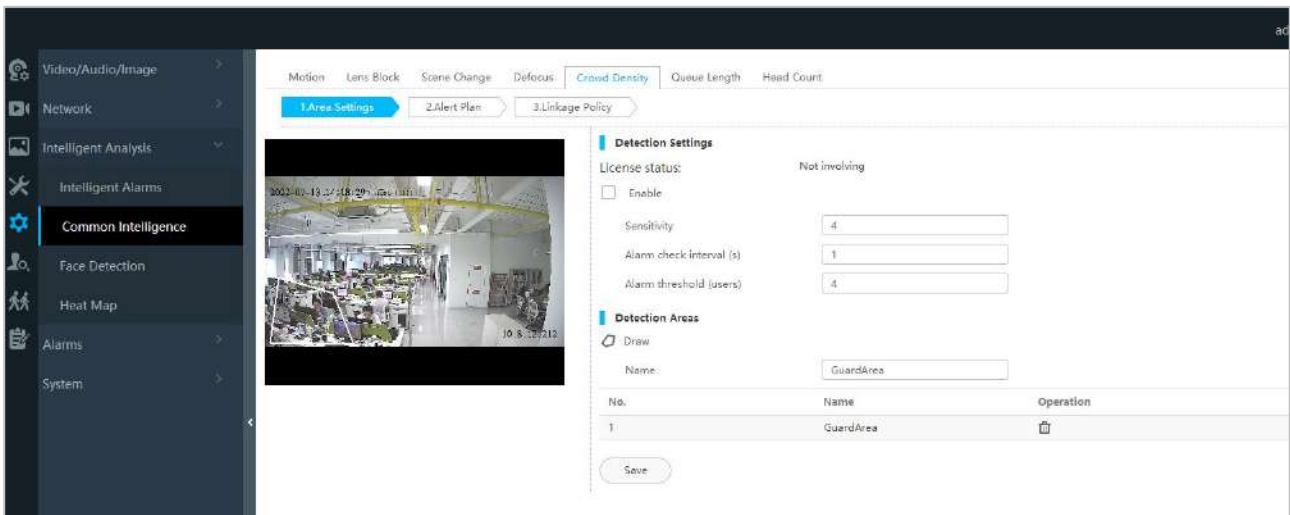 ad
Video/Audio/Image
Network
Intelligent Analysis
Intelligent Alarms
Common Intelligence
Face Detection
Heat Map
Alarms
System
Motion Lens Block Scene Change Defocus Crowd Density Queue Length Head Count
1.Area Settings 2.Alert Plan 3.Linkage Policy
Detection Settings
License status: Not involving
Enable
Sensitivity 4
Alarm check interval (s) 1
Alarm threshold (users) 4
Detection Areas
Draw
Name GuardArea
No. Name Operation
1 GuardArea
Save